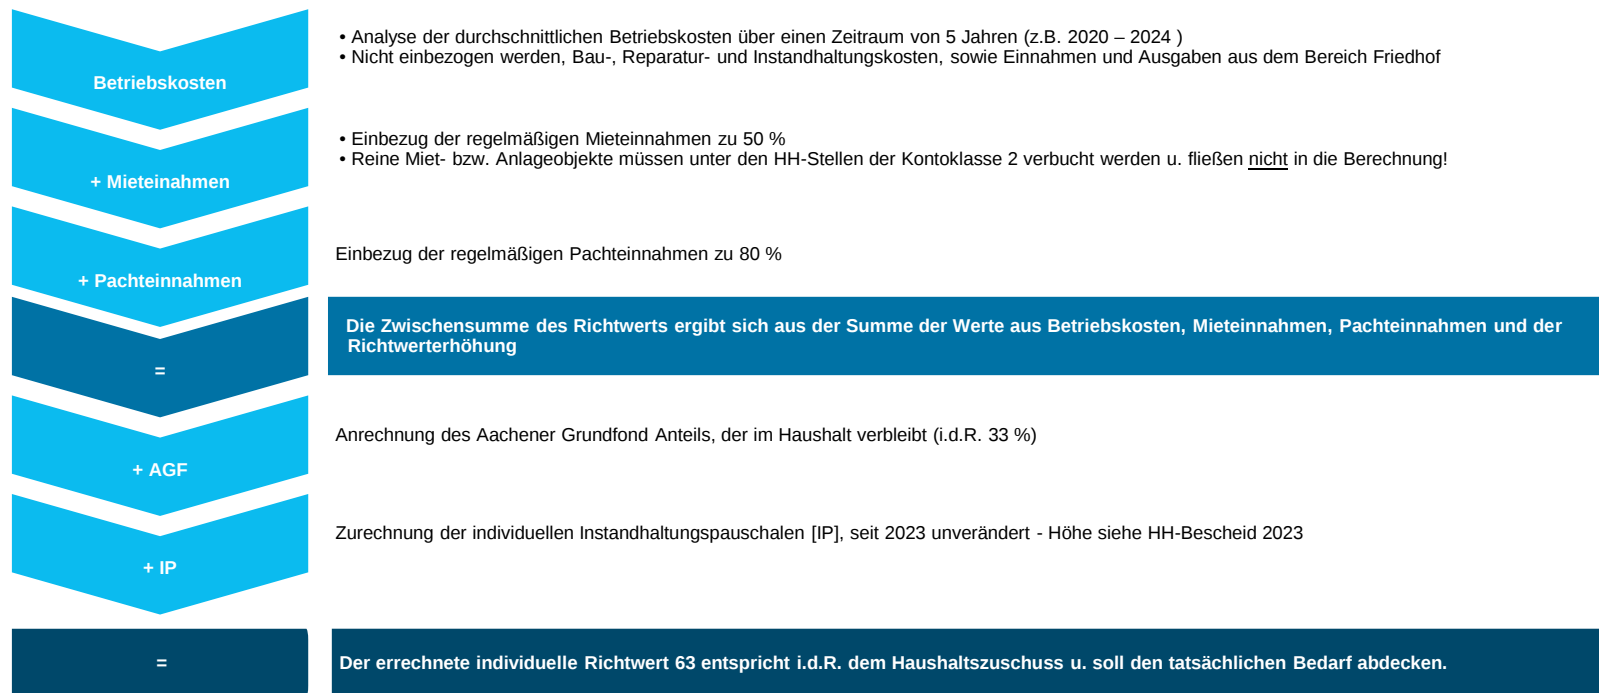 Betriebskosten
• Analyse der durchschnittlichen Betriebskosten über einen Zeitraum von 5 Jahren (z.B. 2020 – 2024 )
• Nicht einbezogen werden, Bau-, Reparatur- und Instandhaltungskosten, sowie Einnahmen und Ausgaben aus dem Bereich Friedhof
+ Mieteinahmen
• Einbezug der regelmäßigen Mieteinnahmen zu 50 %
• Reine Miet- bzw. Anlageobjekte müssen unter den HH-Stellen der Kontoklasse 2 verbucht werden u. fließen nicht in die Berechnung!
+ Pachteinnahmen
Einbezug der regelmäßigen Pachteinnahmen zu 80 %
=
Die Zwischensumme des Richtwerts ergibt sich aus der Summe der Werte aus Betriebskosten, Mieteinnahmen, Pachteinnahmen und der
Richtwerterhöhung
+ AGF
Anrechnung des Aachener Grundfond Anteils, der im Haushalt verbleibt (i.d.R. 33 %)
+ IP
Zurechnung der individuellen Instandhaltungspauschalen [IP], seit 2023 unverändert - Höhe siehe HH-Bescheid 2023
=
Der errechnete individuelle Richtwert 63 entspricht i.d.R. dem Haushaltszuschuss u. soll den tatsächlichen Bedarf abdecken.